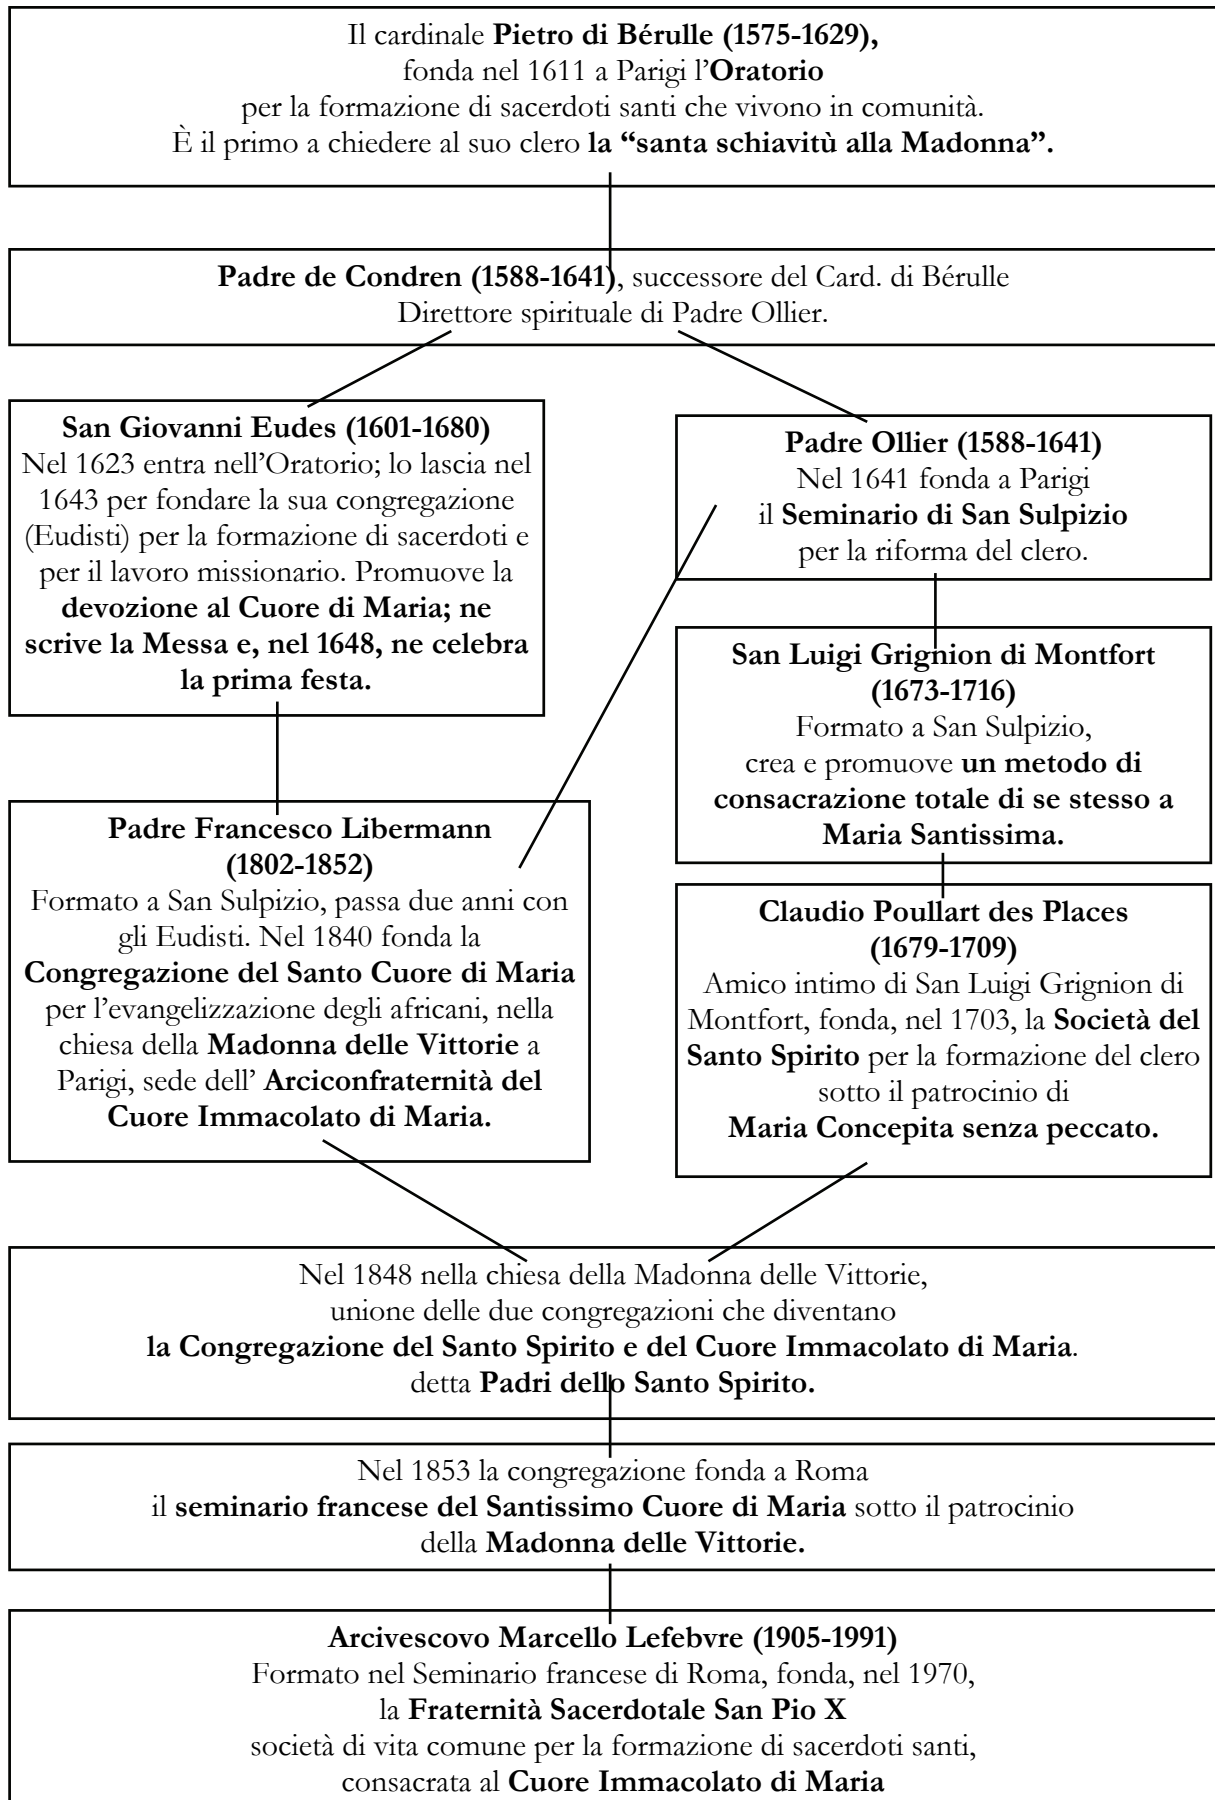 Il cardinale Pietro di Bérulle (1575-1629),
fonda nel 1611 a Parigi l'Oratorio
per la formazione di sacerdoti santi che vivono in comunità.
È il primo a chiedere al suo clero la “santa schiavitù alla Madonna”.
Padre de Condren (1588-1641), successore del Card. di Bérulle
Direttore spirituale di Padre Ollier.
San Giovanni Eudes (1601-1680)
Nel 1623 entra nell'Oratorio; lo lascia nel
1643 per fondare la sua congregazione
(Eudisti) per la formazione di sacerdoti e
per il lavoro missionario. Promuove la
devozione al Cuore di Maria; ne
scrive la Messa e, nel 1648, ne celebra
la prima festa.
Padre Ollier (1588-1641)
Nel 1641 fonda a Parigi
il Seminario di San Sulpizio
per la riforma del clero.
San Luigi Grignion di Montfort
(1673-1716)
Formato a San Sulpizio,
crea e promuove un metodo di
consacrazione totale di se stesso a
Maria Santissima.
Padre Francesco Libermann
(1802-1852)
Formato a San Sulpizio, passa due anni con
gli Eudisti. Nel 1840 fonda la
Congregazione del Santo Cuore di Maria
per l'evangelizzazione degli africani, nella
chiesa della Madonna delle Vittorie a
Parigi, sede dell' Arciconfraternità del
Cuore Immacolato di Maria.
Claudio Poullart des Places
(1679-1709)
Amico intimo di San Luigi Grignion di
Montfort, fonda, nel 1703, la Società del
Santo Spirito per la formazione del clero
sotto il patrocinio di
Maria Concepita senza peccato.
Nel 1848 nella chiesa della Madonna delle Vittorie,
unione delle due congregazioni che diventano
la Congregazione del Santo Spirito e del Cuore Immacolato di Maria.
detta Padri dello Santo Spirito.
Nel 1853 la congregazione fonda a Roma
il seminario francese del Santissimo Cuore di Maria sotto il patrocinio
della Madonna delle Vittorie.
Arcivescovo Marcello Lefebvre (1905-1991)
Formato nel Seminario francese di Roma, fonda, nel 1970,
la Fraternità Sacerdotale San Pio X
società di vita comune per la formazione di sacerdoti santi,
consacrata al Cuore Immacolato di Maria